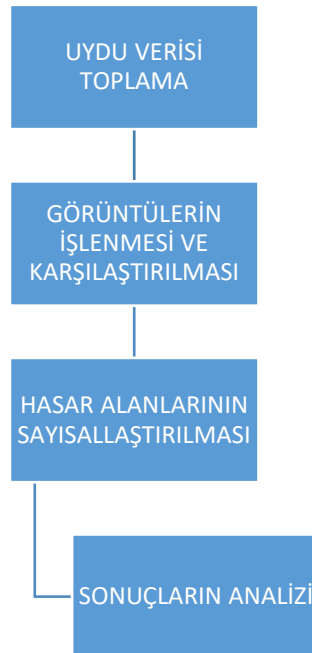 UYDU VERİSİ
TOPLAMA
GÖRÜNTÜLERİN
İŞLENMESİ VE
KARŞILAŞTIRILMASI
HASAR ALANLARININ
SAYISALLAŞTIRILMASI
SONUÇLARIN ANALİZİ